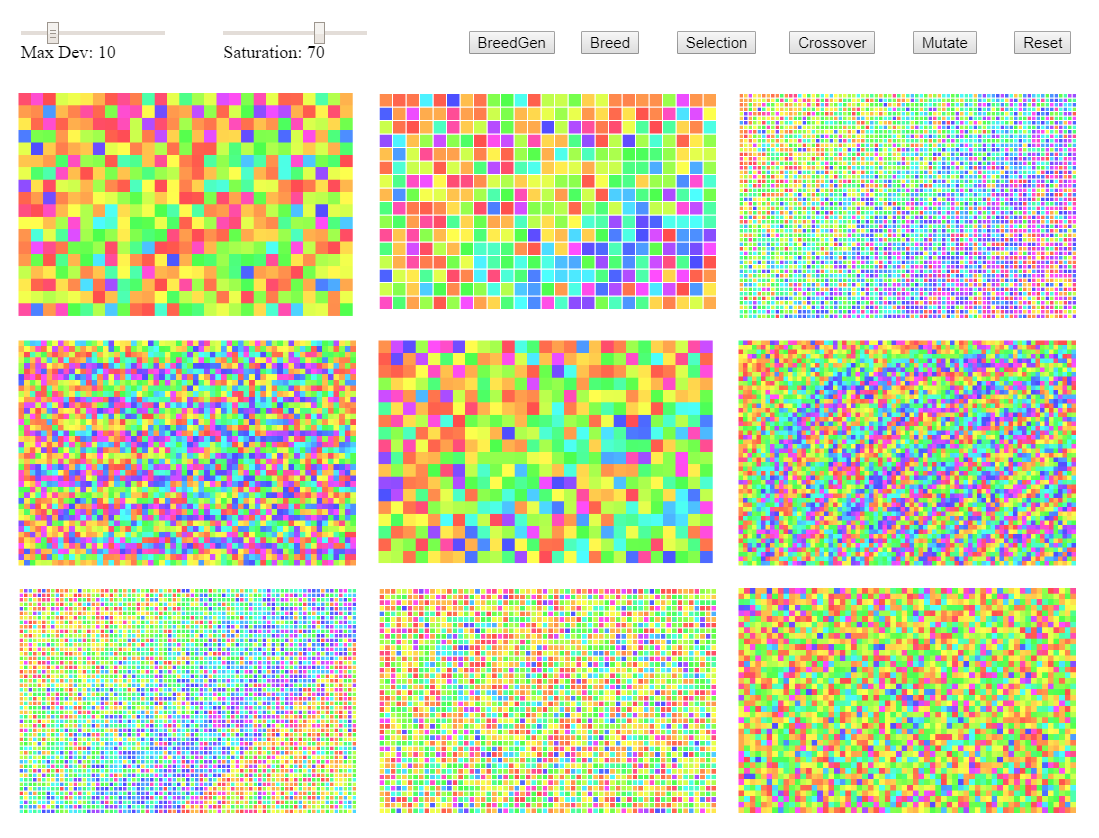 Max Dev: 10
Saturation: 70
BreedGen
Breed
Selection
Crossover
Mutate
Reset